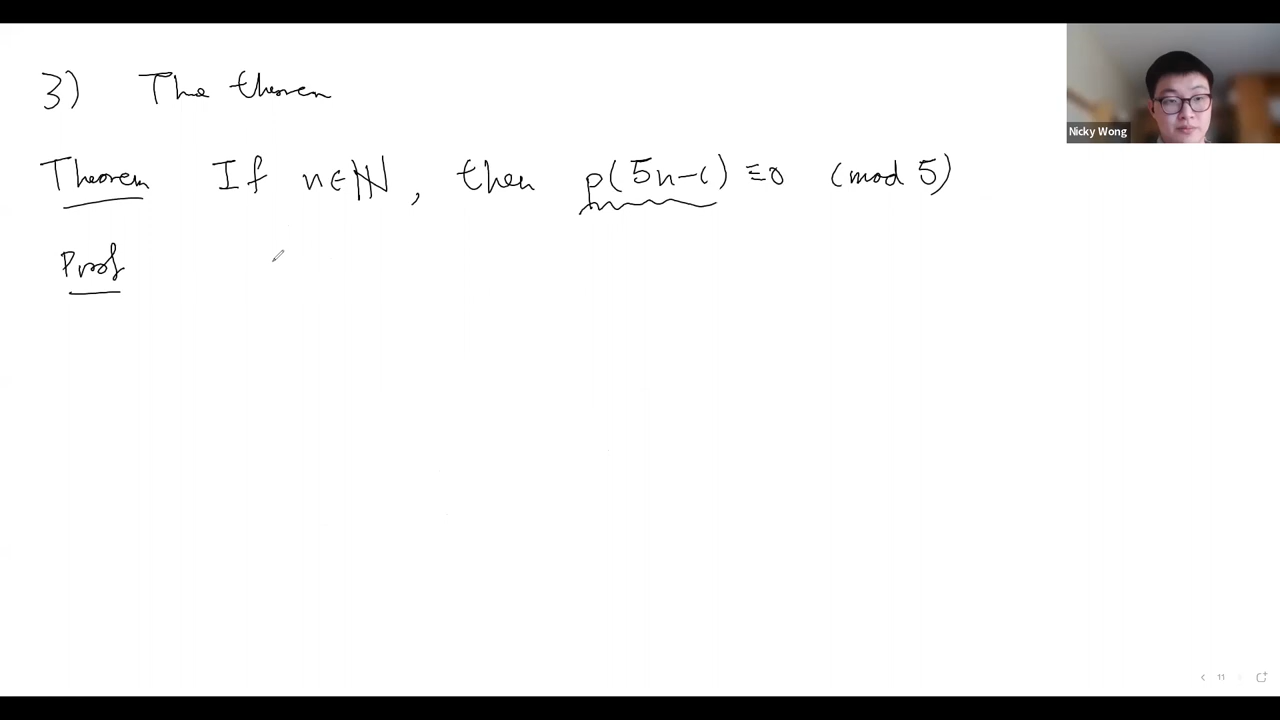 3) The theorem
Nicky Wong
Theorem If n∈ℕ, then p(5n-1) ≡0 (mod 5)
Proof
11